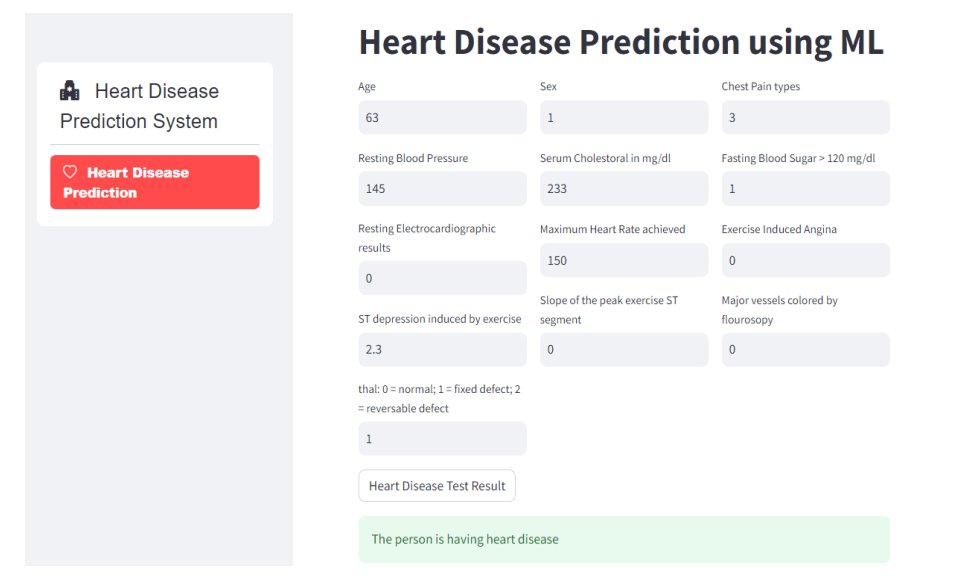 Heart Disease
Prediction System
Heart Disease
Prediction
Heart Disease Prediction using ML
Age
63
Sex
1
Chest Pain types
3
Resting Blood Pressure
145
Serum Cholestoral in mg/dl
233
Fasting Blood Sugar > 120 mg/dl
1
Resting Electrocardiographic
results
0
Maximum Heart Rate achieved
150
Exercise Induced Angina
0
ST depression induced by exercise
2.3
Slope of the peak exercise ST
segment
0
Major vessels colored by
flourosopy
0
thal: 0 = normal; 1 = fixed defect; 2
= reversable defect
1
Heart Disease Test Result
The person is having heart disease